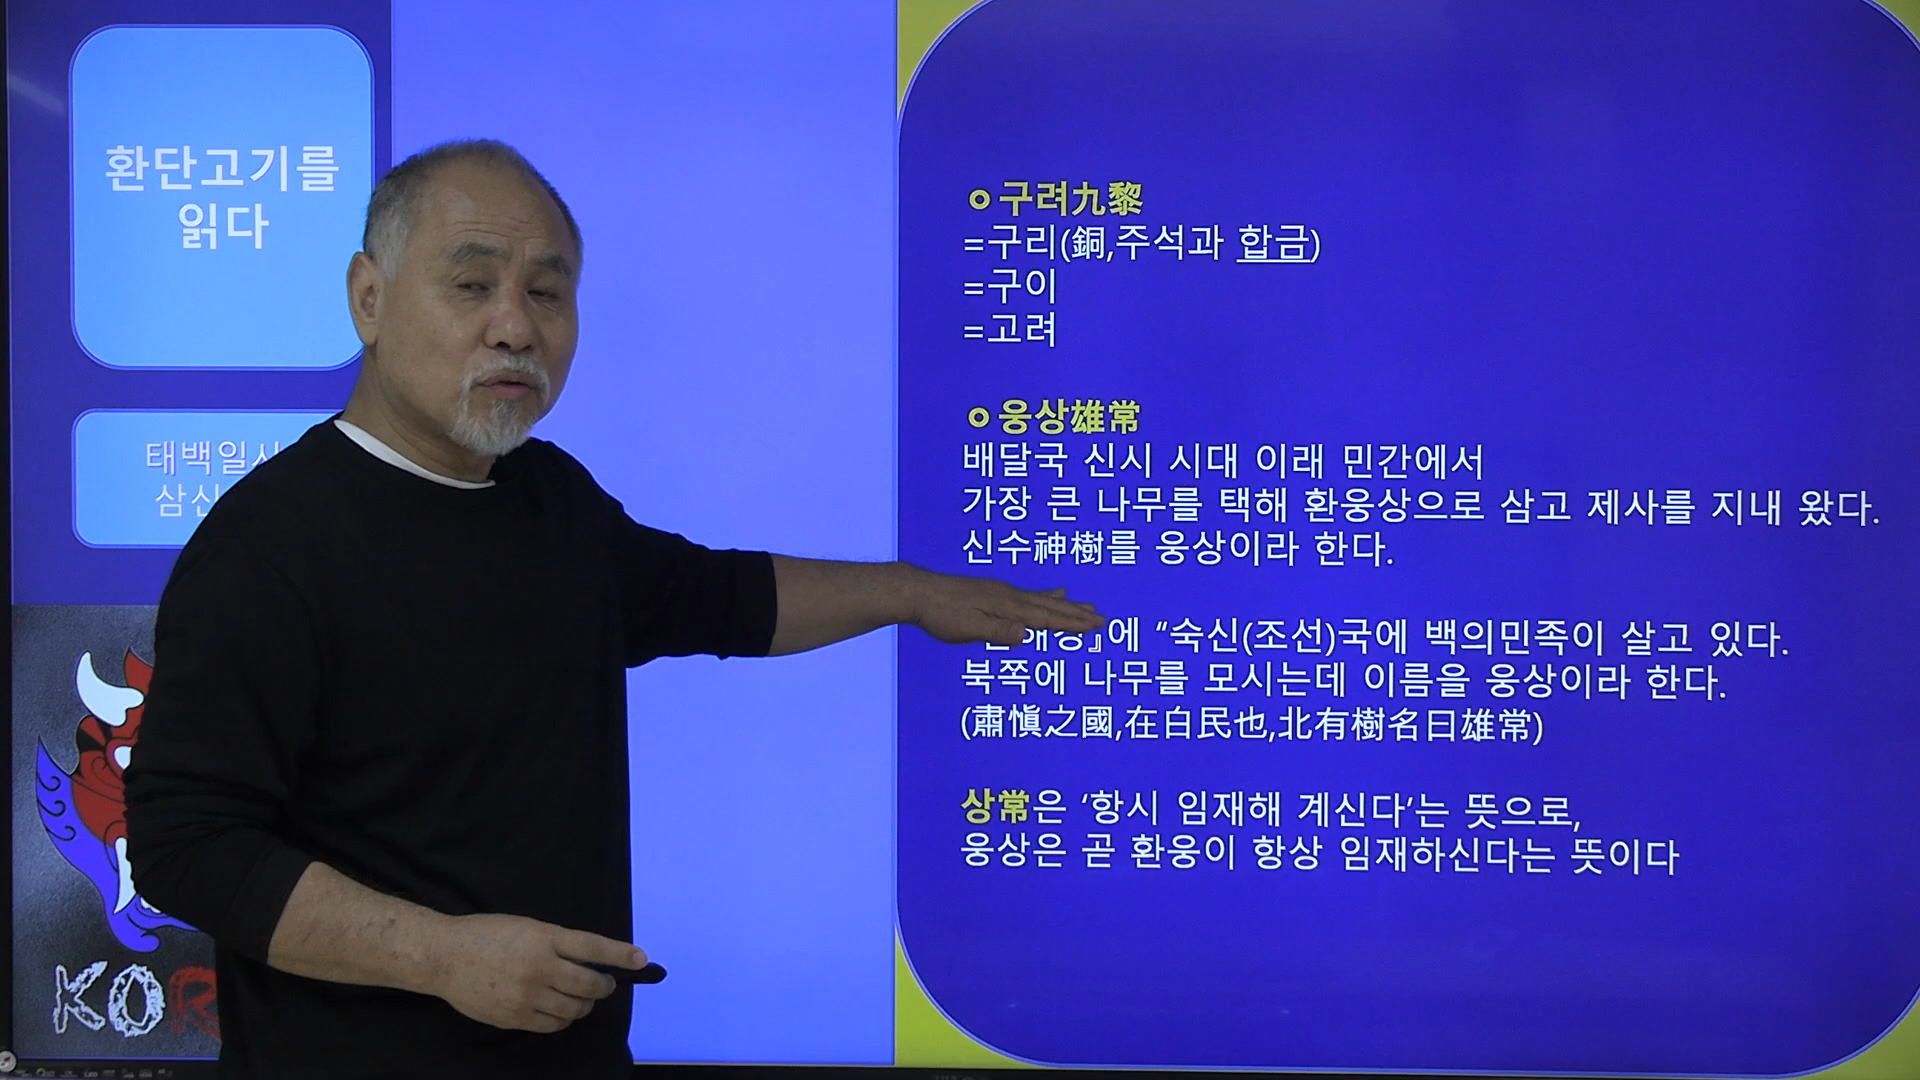 환단고기를
읽다
태백일사
삼신
KOR
ㅇ구려九黎
=구리(銅,주석과 합금)
=구이
=고려
ㅇ웅상雄常
배달국 신시 시대 이래 민간에서
가장 큰 나무를 택해 환웅상으로 삼고 제사를 지내 왔다.
신수神樹를 웅상이라 한다.
』에 “숙신(조선)국에 백의민족이 살고 있다.
북쪽에 나무를 모시는데 이름을 웅상이라 한다.
(肅愼之國,在白民也,北有樹名曰雄常)
상常은 ‘항시 임재해 계신다’는 뜻으로,
웅상은 곧 환웅이 항상 임재하신다는 뜻이다